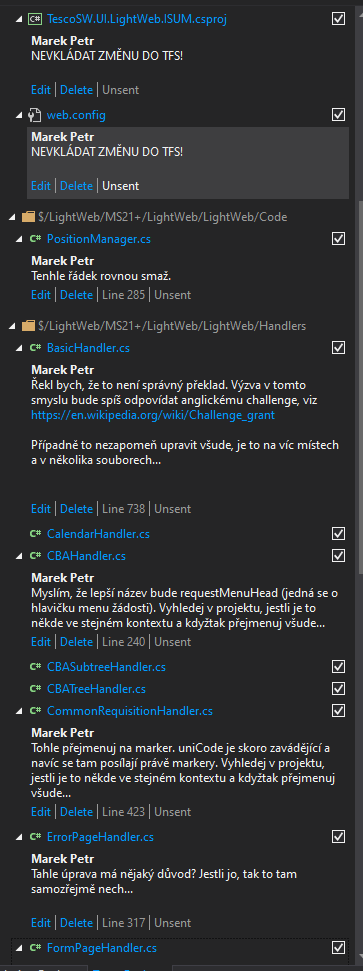 TescoSW.UI.LightWeb.ISUM.csproj
Marek Petr
NEVKLÁDAT ZMĚNU DO TFS!
Edit | Delete | Unsent
web.config
Marek Petr
NEVKLÁDAT ZMĚNU DO TFS!
Edit | Delete | Unsent
$/LightWeb/MS21+/LightWeb/LightWeb/Code
C# PositionManager.cs
Marek Petr
Tenhle řádek rovnou smaž.
Edit | Delete | Line 285 | Unsent
$/LightWeb/MS21+/LightWeb/LightWeb/Handlers
C# BasicHandler.cs
Marek Petr
Řekl bych, že to není správný překlad. Výzva v tomto
smyslu bude spíš odpovídat anglickému challenge, viz
https://en.wikipedia.org/wiki/Challenge_grant
Případně to nezapomeň upravit všude, je to na víc místech
a v několika souborech...
Edit | Delete | Line 738 | Unsent
C# CalendarHandler.cs
C# CBAHandler.cs
Marek Petr
Myslím, že lepší název bude requestMenuHead (jedná se o
hlavičku menu žádosti). Vyhledej v projektu, jestli je to
někde ve stejném kontextu a kdyžtak přejmenuj všude...
Edit | Delete | Line 240 | Unsent
C# CBASubtreeHandler.cs
C# CBATreeHandler.cs
C# CommonRequisitionHandler.cs
Marek Petr
Tohle přejmenuj na marker. uniCode je skoro zavádějící a
navíc se tam posílají právě markery. Vyhledej v projektu,
jestli je to někde ve stejném kontextu a kdyžtak přejmenuj
všude...
Edit | Delete | Line 423 | Unsent
C# ErrorPageHandler.cs
Marek Petr
Tahle úprava má nějaký důvod? Jestli jo, tak to tam
samozřejmě nech...
Edit | Delete | Line 317 | Unsent
C# FormPageHandler.cs